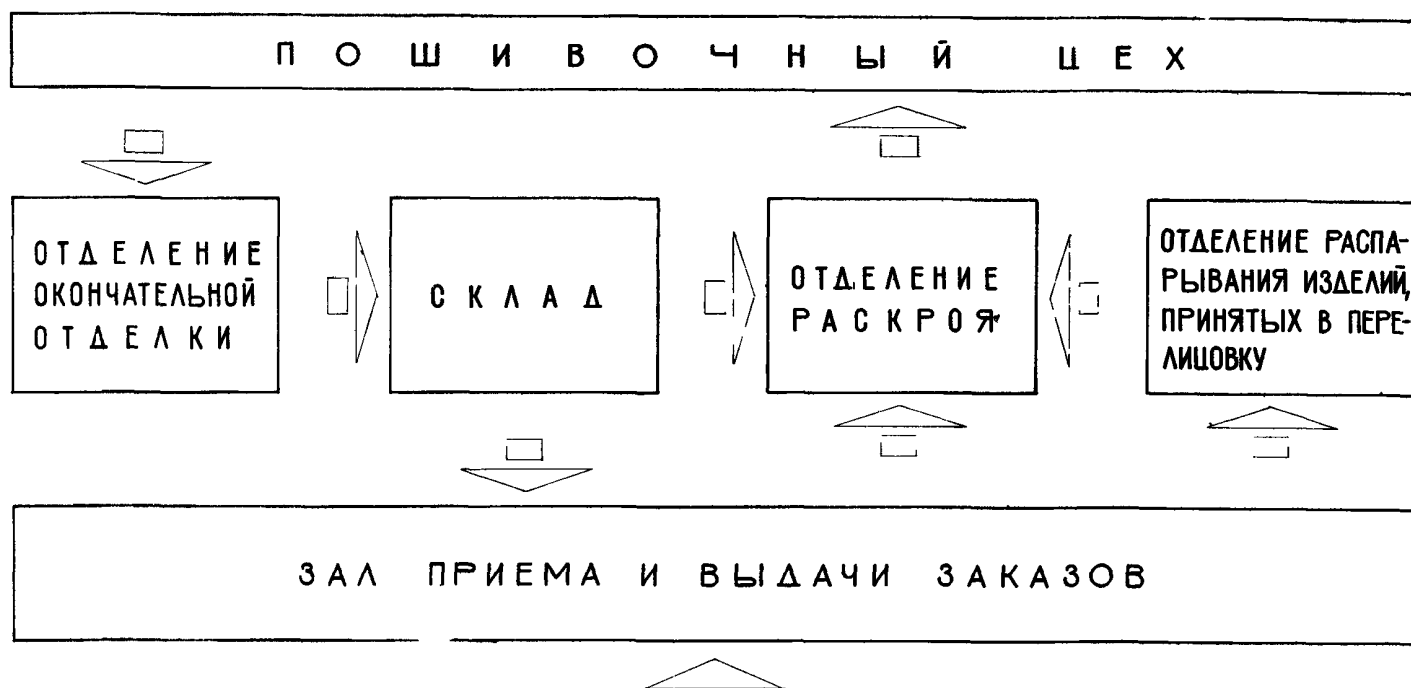 ПОШИВОЧНЫЙ ЦЕХ
ОТДЕЛЕНИЕ
ОКОНЧАТЕЛЬНОЙ
ОТДЕЛКИ
СКЛАД
ОТДЕЛЕНИЕ
РАСКРОЯ
ОТДЕЛЕНИЕ РАСПА-
РЫВАНИЯ ИЗДЕЛИЙ,
ПРИНЯТЫХ В ПЕРЕ-
ЛИЦОВКУ
ЗАЛ ПРИЕМА И ВЫДАЧИ ЗАКАЗОВ